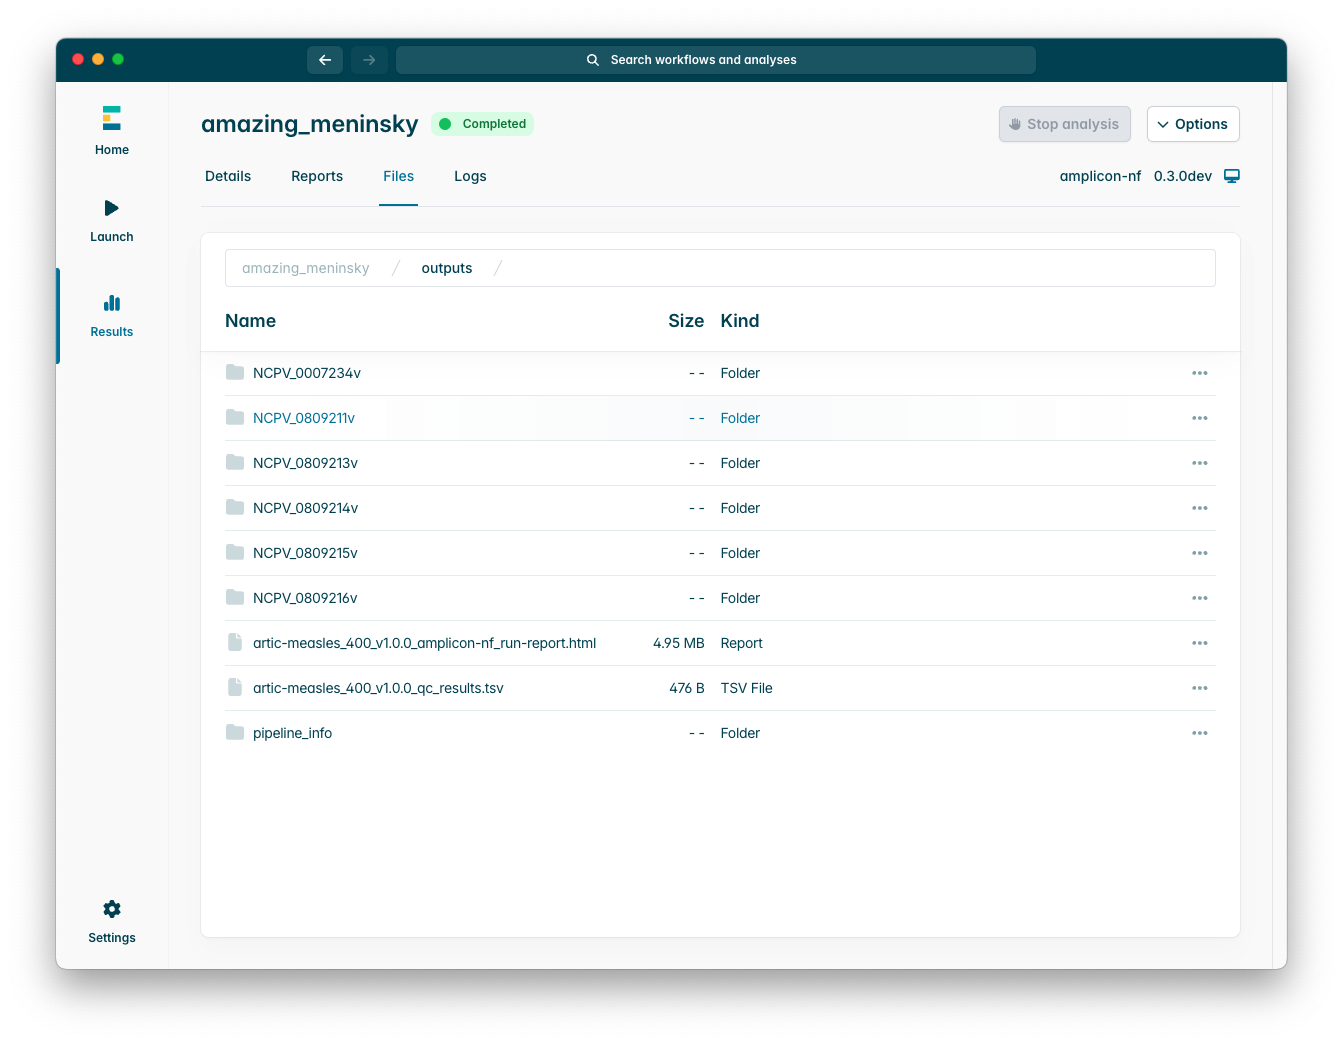 Search workflows and analyses
Home
Launch
Results
Settings
amazing_meninsky Completed Stop analysis Options
Details Reports Files Logs amplicon-nf 0.3.0dev
amazing_meninsky / outputs /
Name Size Kind
NCPV_0007234v -- Folder
NCPV_0809211v -- Folder
NCPV_0809213v -- Folder
NCPV_0809214v -- Folder
NCPV_0809215v -- Folder
NCPV_0809216v -- Folder
artic-measles_400_v1.0.0_amplicon-nf_run-report.html 4.95 MB Report
artic-measles_400_v1.0.0_qc_results.tsv 476 B TSV File
pipeline_info -- Folder